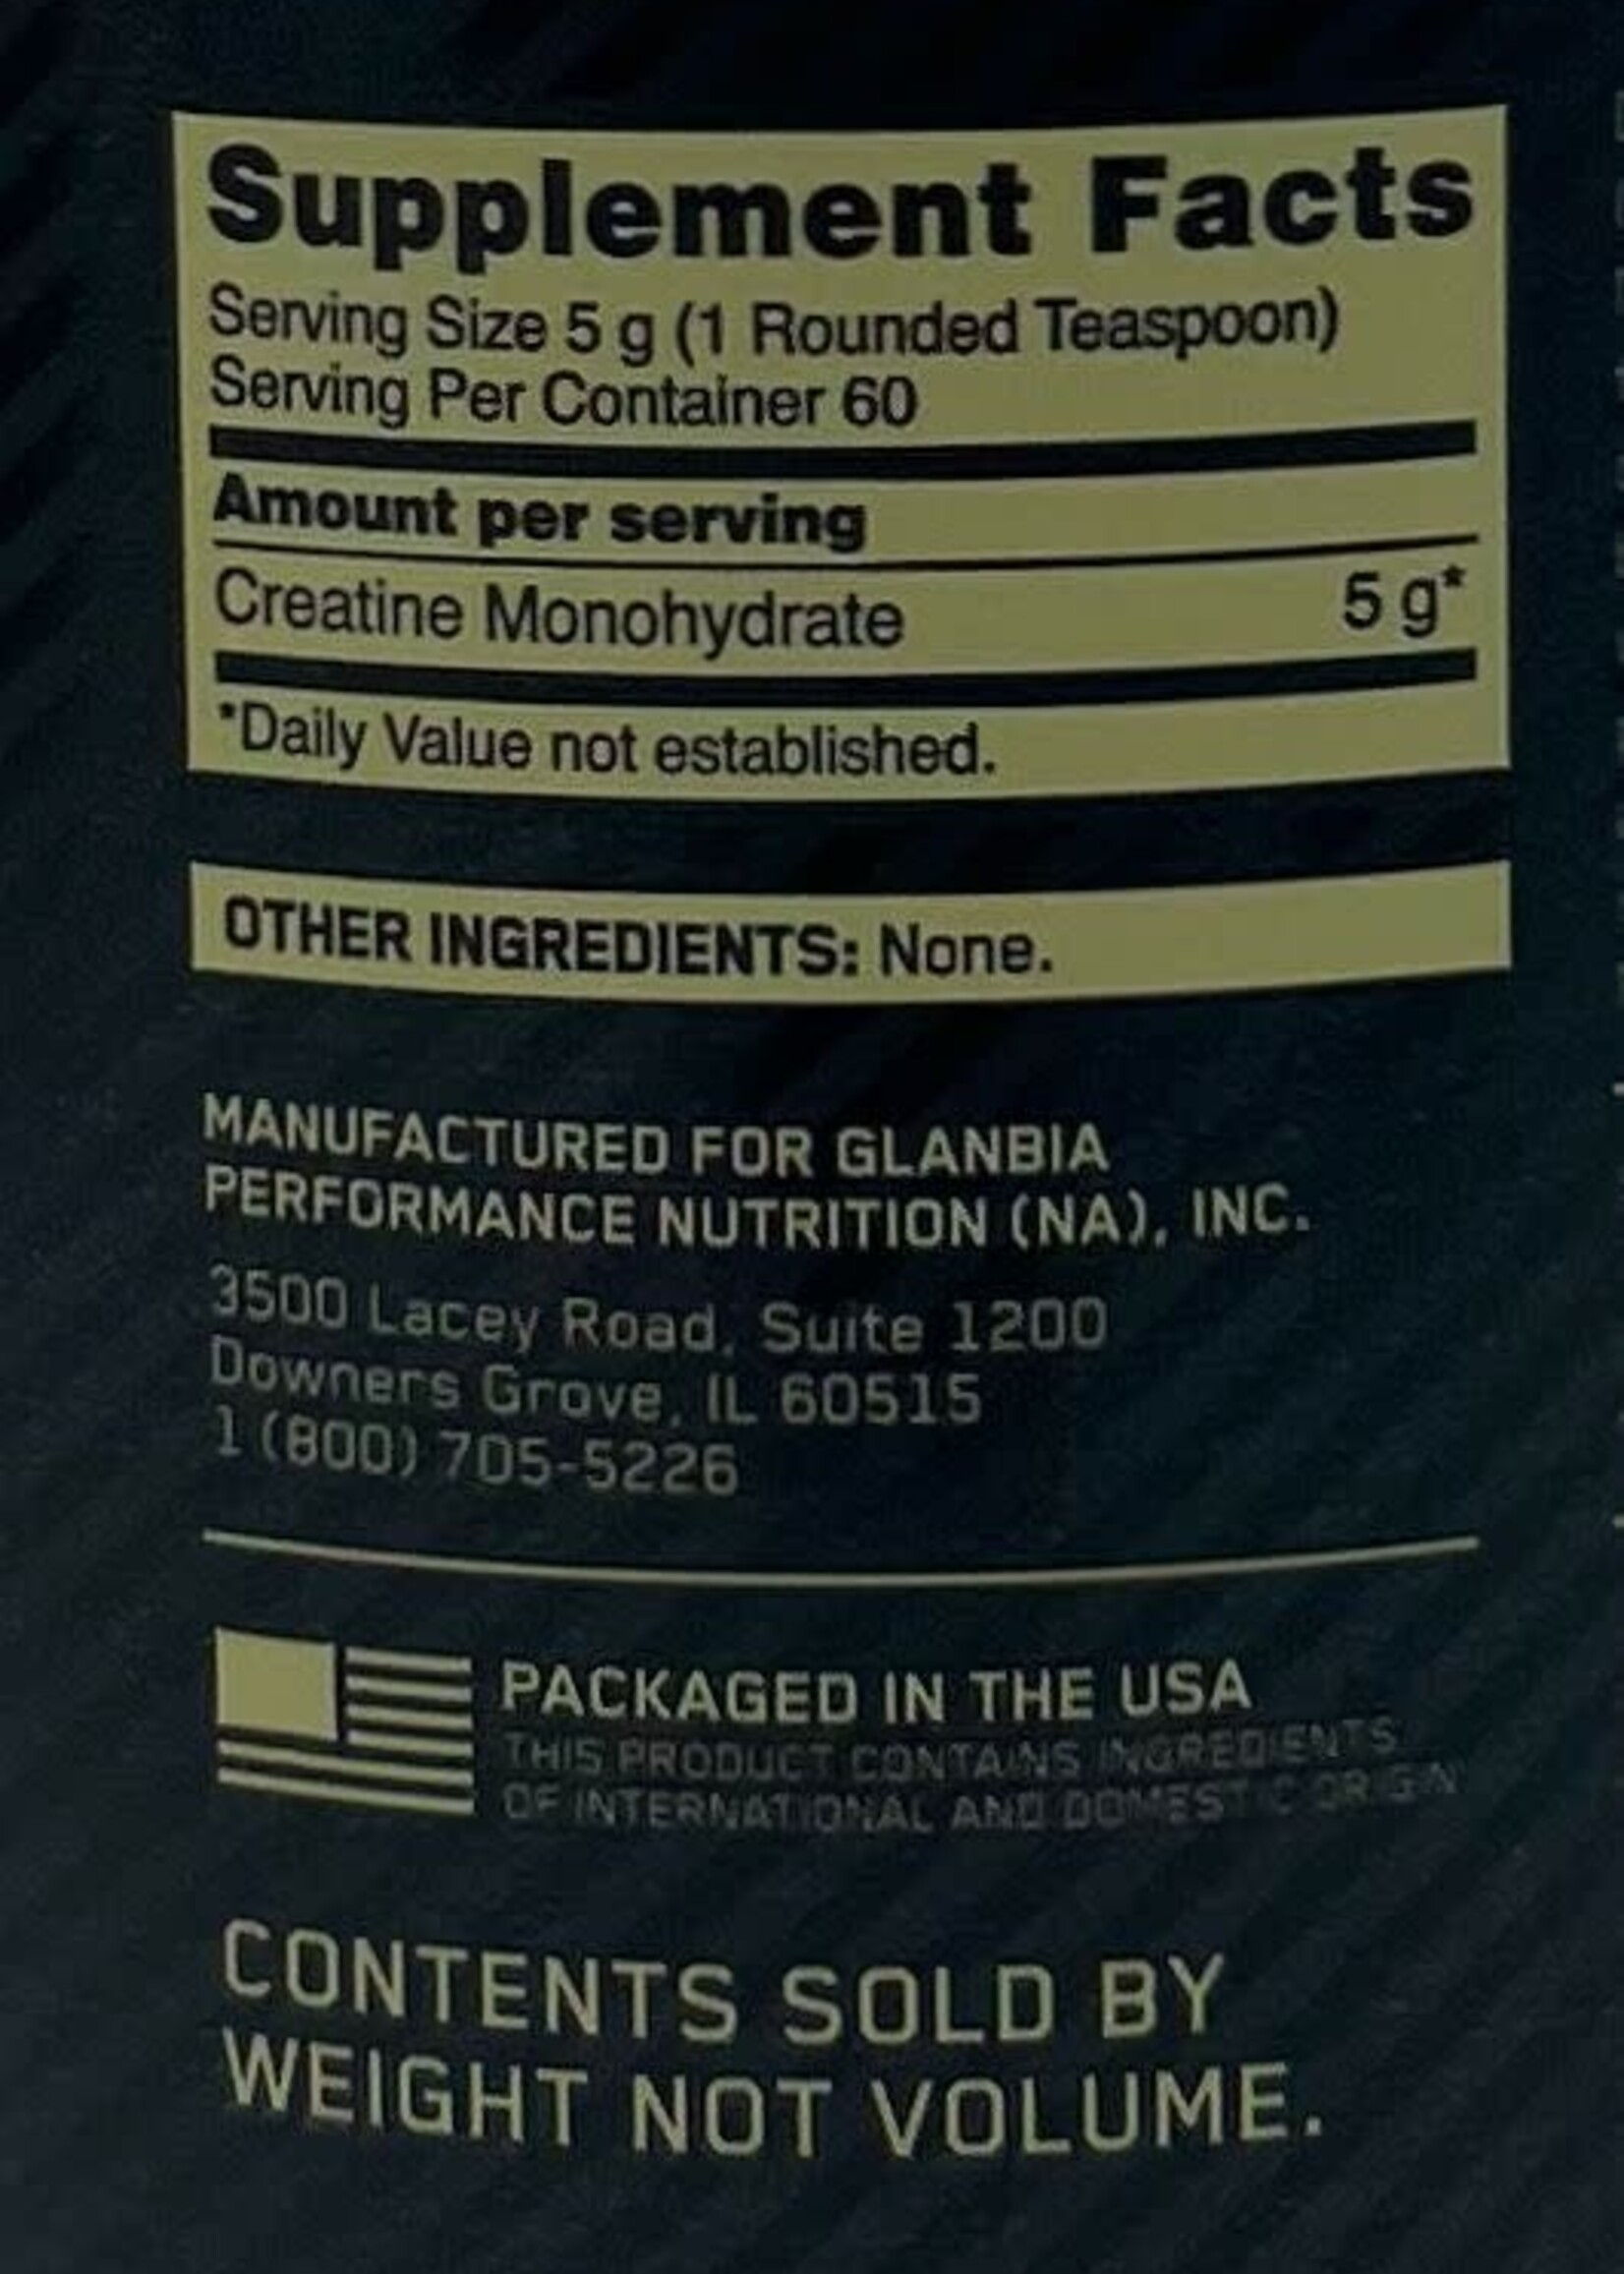 Supplement Facts
Serving Size 5 g (1 Rounded Teaspoon)
Serving Per Container 60
Amount per serving
Creatine Monohydrate 5 g*
*Daily Value not established.
OTHER INGREDIENTS: None.
MANUFACTURED FOR GLANBIA
PERFORMANCE NUTRITION (NA), INC.
3500 Lacey Road, Suite 1200
Downers Grove, IL 60515
1 (800) 705-5226
PACKAGED IN THE USA
THIS PRODUCT CONTAINS INGREDIENTS
OF INTERNATIONAL AND DOMESTIC ORIGIN
CONTENTS SOLD BY
WEIGHT NOT VOLUME.